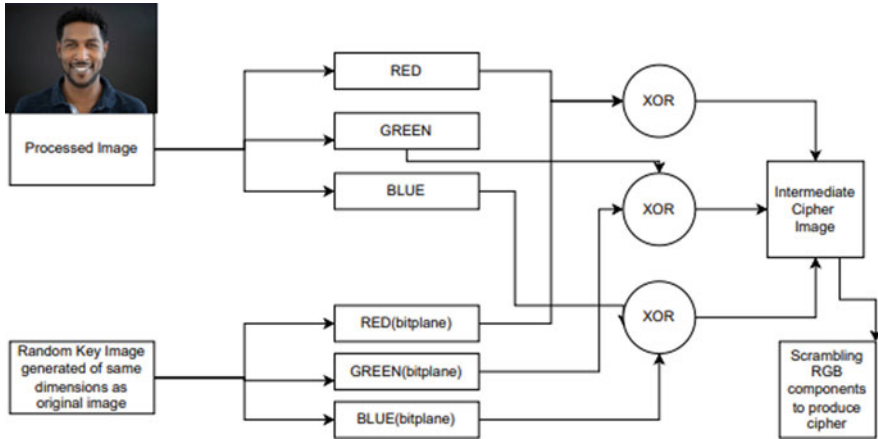 Processed Image
RED
GREEN
BLUE
XOR
XOR
XOR
Intermediate
Cipher
Image
Random Key Image
generated of same
dimensions as
original image
RED(bitplane)
GREEN(bitplane)
BLUE(bitplane)
Scrambling
RGB
components
to produce
cipher